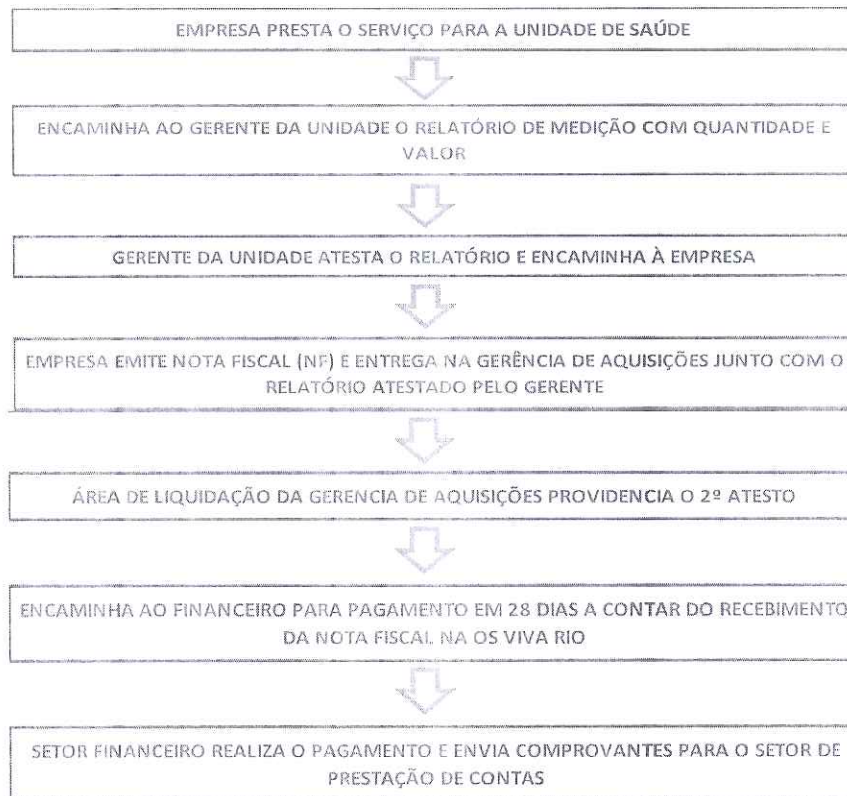 EMPRESA PRESTA O SERVIÇO PARA A UNIDADE DE SAÚDE
ENCAMINHA AO GERENTE DA UNIDADE O RELATÓRIO DE MEDIÇÃO COM QUANTIDADE E
VALOR
GERENTE DA UNIDADE ATESTA O RELATÓRIO E ENCAMINHA À EMPRESA
EMPRESA EMITE NOTA FISCAL (NF) E ENTREGA NA GERÊNCIA DE AQUISIÇÕES JUNTO COM O
RELATÓRIO ATESTADO PELO GERENTE
ÁREA DE LIQUIDAÇÃO DA GERENCIA DE AQUISIÇÕES PROVIDENCIA O 2º ATESTO
ENCAMINHA AO FINANCEIRO PARA PAGAMENTO EM 28 DIAS A CONTAR DO RECEBIMENTO
DA NOTA FISCAL NA OS VIVA RIO
SETOR FINANCEIRO REALIZA O PAGAMENTO E ENVIA COMPROVANTES PARA O SETOR DE
PRESTAÇÃO DE CONTAS